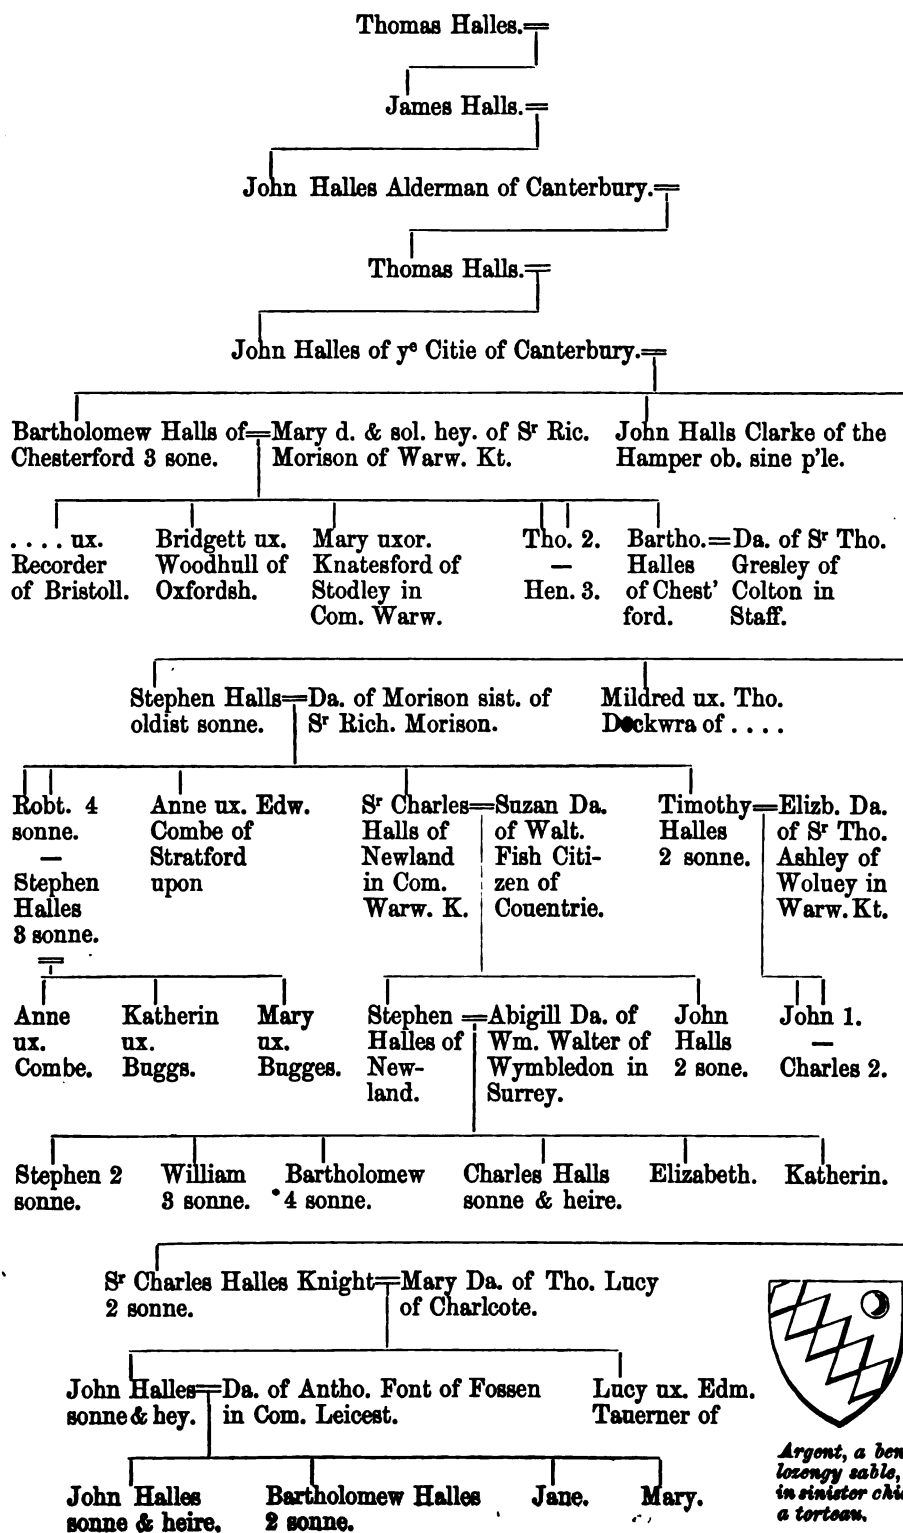 Thomas Halles.
James Halls.
John Halles Alderman of Canterbury.
Thomas Halls.
John Halles of yᵉ Citie of Canterbury.
Bartholomew Halls of
Chesterford 3 sone.
Mary d. & sol. hey. of Sʳ Ric.
Morison of Warw. Kt.
John Halls Clarke of the
Hamper ob. sine p'le.
. . . . ux.
Recorder
of Bristoll.
Bridgett ux.
Woodhull of
Oxfordsh.
Mary uxor.
Knatesford of
Stodley in
Com. Warw.
Tho. 2.
—
Hen. 3.
Bartho.
Halles
of Chest'
ford.
Da. of Sʳ Tho.
Gresley of
Colton in
Staff.
Stephen Halls
oldist sonne.
Da. of Morison sist. of
Sʳ Rich. Morison.
Mildred ux. Tho.
Dockwra of . . . .
Robt. 4
sonne.
—
Stephen
Halles
3 sonne.
Anne ux. Edw.
Combe of
Stratford
upon
Sʳ Charles
Halls of
Newland
in Com.
Warw. K.
Suzan Da.
of Walt.
Fish Citi-
zen of
Couentrie.
Timothy
Halles
2 sonne.
Elizb. Da.
of Sʳ Tho.
Ashley of
Woluey in
Warw. Kt.
Anne
ux.
Combe.
Katherin
ux.
Buggs.
Mary
ux.
Bugges.
Stephen
Halles of
New-
land.
Abigill Da. of
Wm. Walter of
Wymbledon in
Surrey.
John
Halls
2 sone.
John 1.
—
Charles 2.
Stephen 2
sonne.
William
3 sonne.
Bartholomew
4 sonne.
Charles Halls
sonne & heire.
Elizabeth.
Katherin.
Sʳ Charles Halles Knight
2 sonne.
Mary Da. of Tho. Lucy
of Charlcote.
John Halles
sonne & hey.
Da. of Antho. Font of Fossen
in Com. Leicest.
Lucy ux. Edm.
Tauerner of
John Halles
sonne & heire.
Bartholomew Halles
2 sonne.
Jane.
Mary.
Argent, a ben
lozengy sable,
in sinister chi
a torteau.